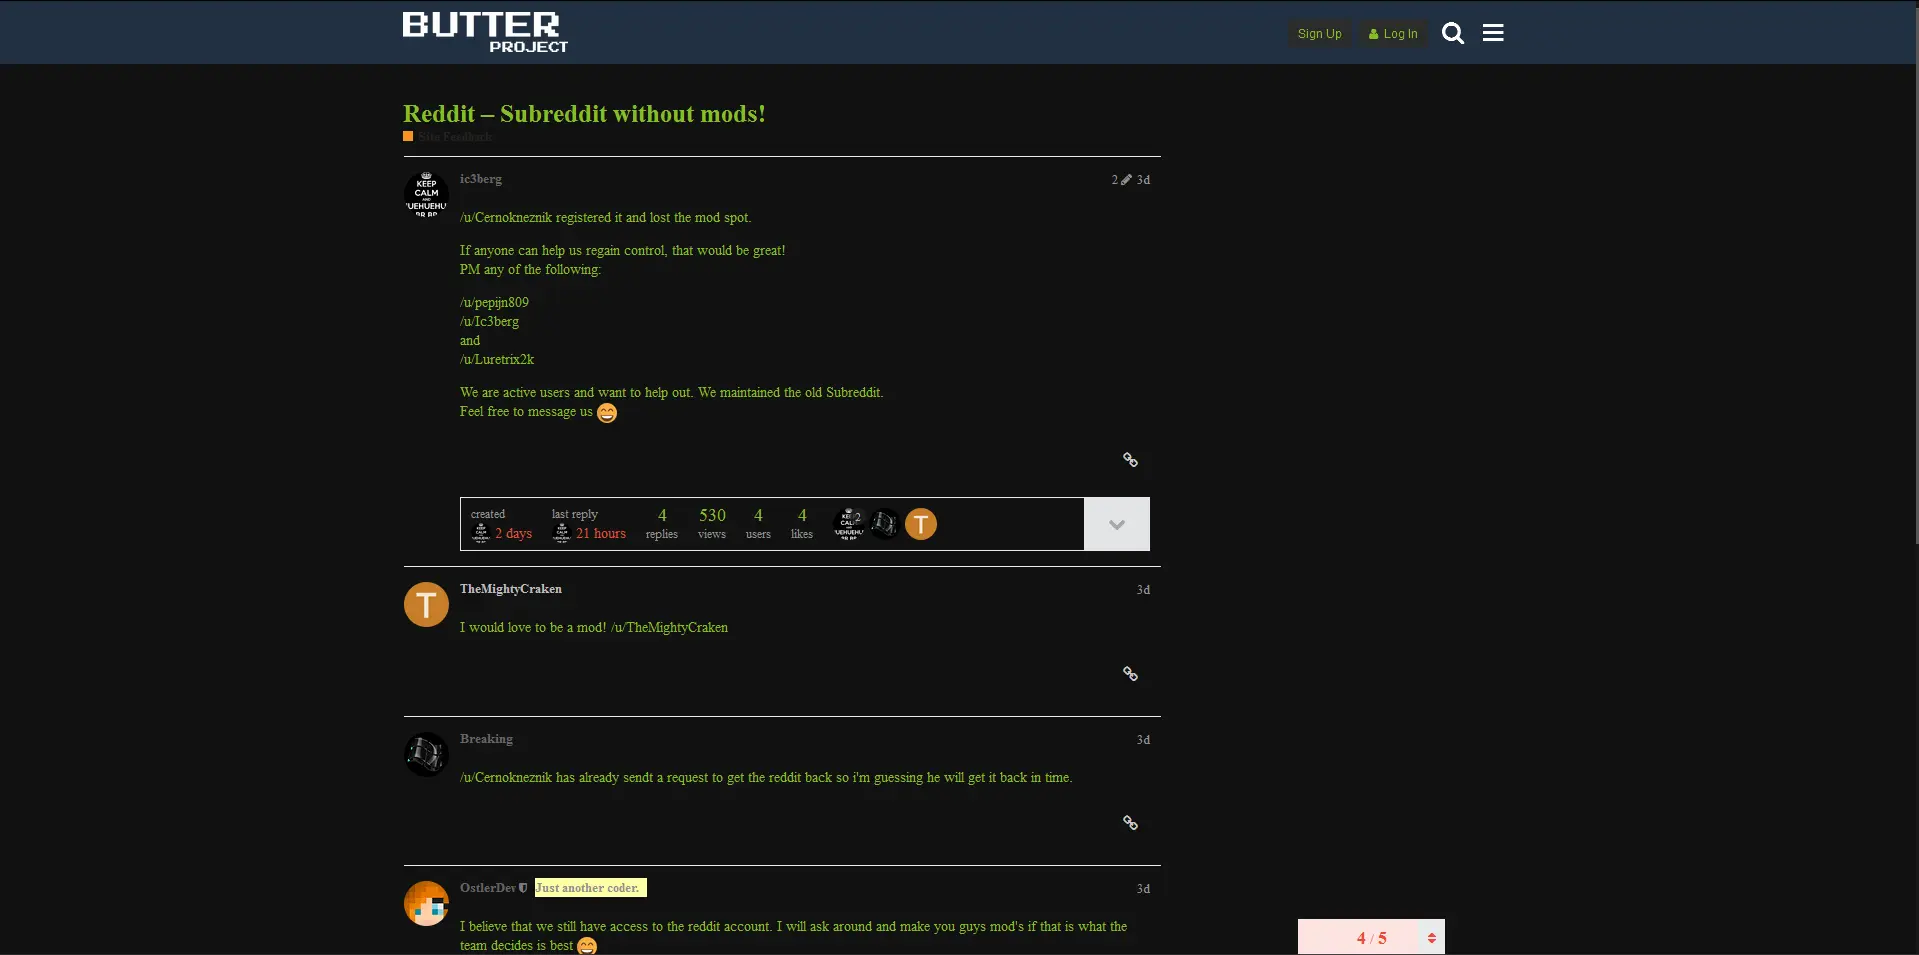 BUTTER
PROJECT
Sign Up
Log In
Reddit – Subreddit without mods!
Site Feedback
ic3berg
2 3d
KEEP
CALM
AND
/u/Cernokneznik registered it and lost the mod spot.
If anyone can help us regain control, that would be great!
PM any of the following:
/u/pepijn809
/u/Ic3berg
and
/u/Luretrix2k
We are active users and want to help out. We maintained the old Subreddit.
Feel free to message us
created
2 days
last reply
21 hours
4
replies
530
views
4
users
4
likes
2
T
T
TheMightyCraken
3d
I would love to be a mod! /u/TheMightyCraken
Breaking
3d
/u/Cernokneznik has already sendt a request to get the reddit back so i'm guessing he will get it back in time.
OstlerDev Just another coder.
3d
I believe that we still have access to the reddit account. I will ask around and make you guys mod's if that is what the
team decides is best
4 / 5